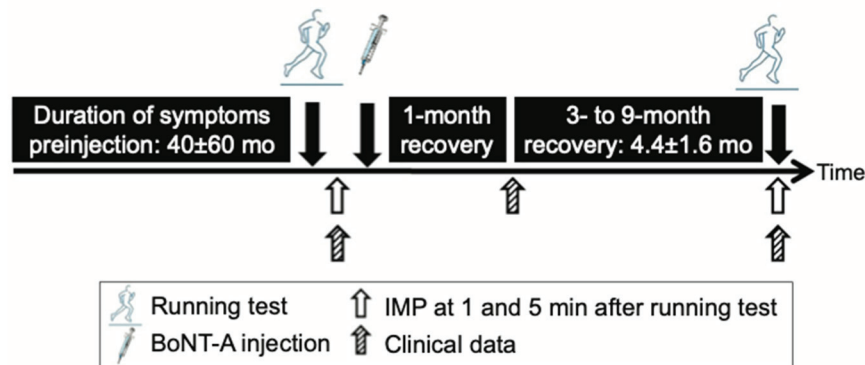 Duration of symptoms
preinjection: 40±60 mo
1-month
recovery
3- to 9-month
recovery: 4.4±1.6 mo
Time
Running test
IMP at 1 and 5 min after running test
BoNT-A injection
Clinical data